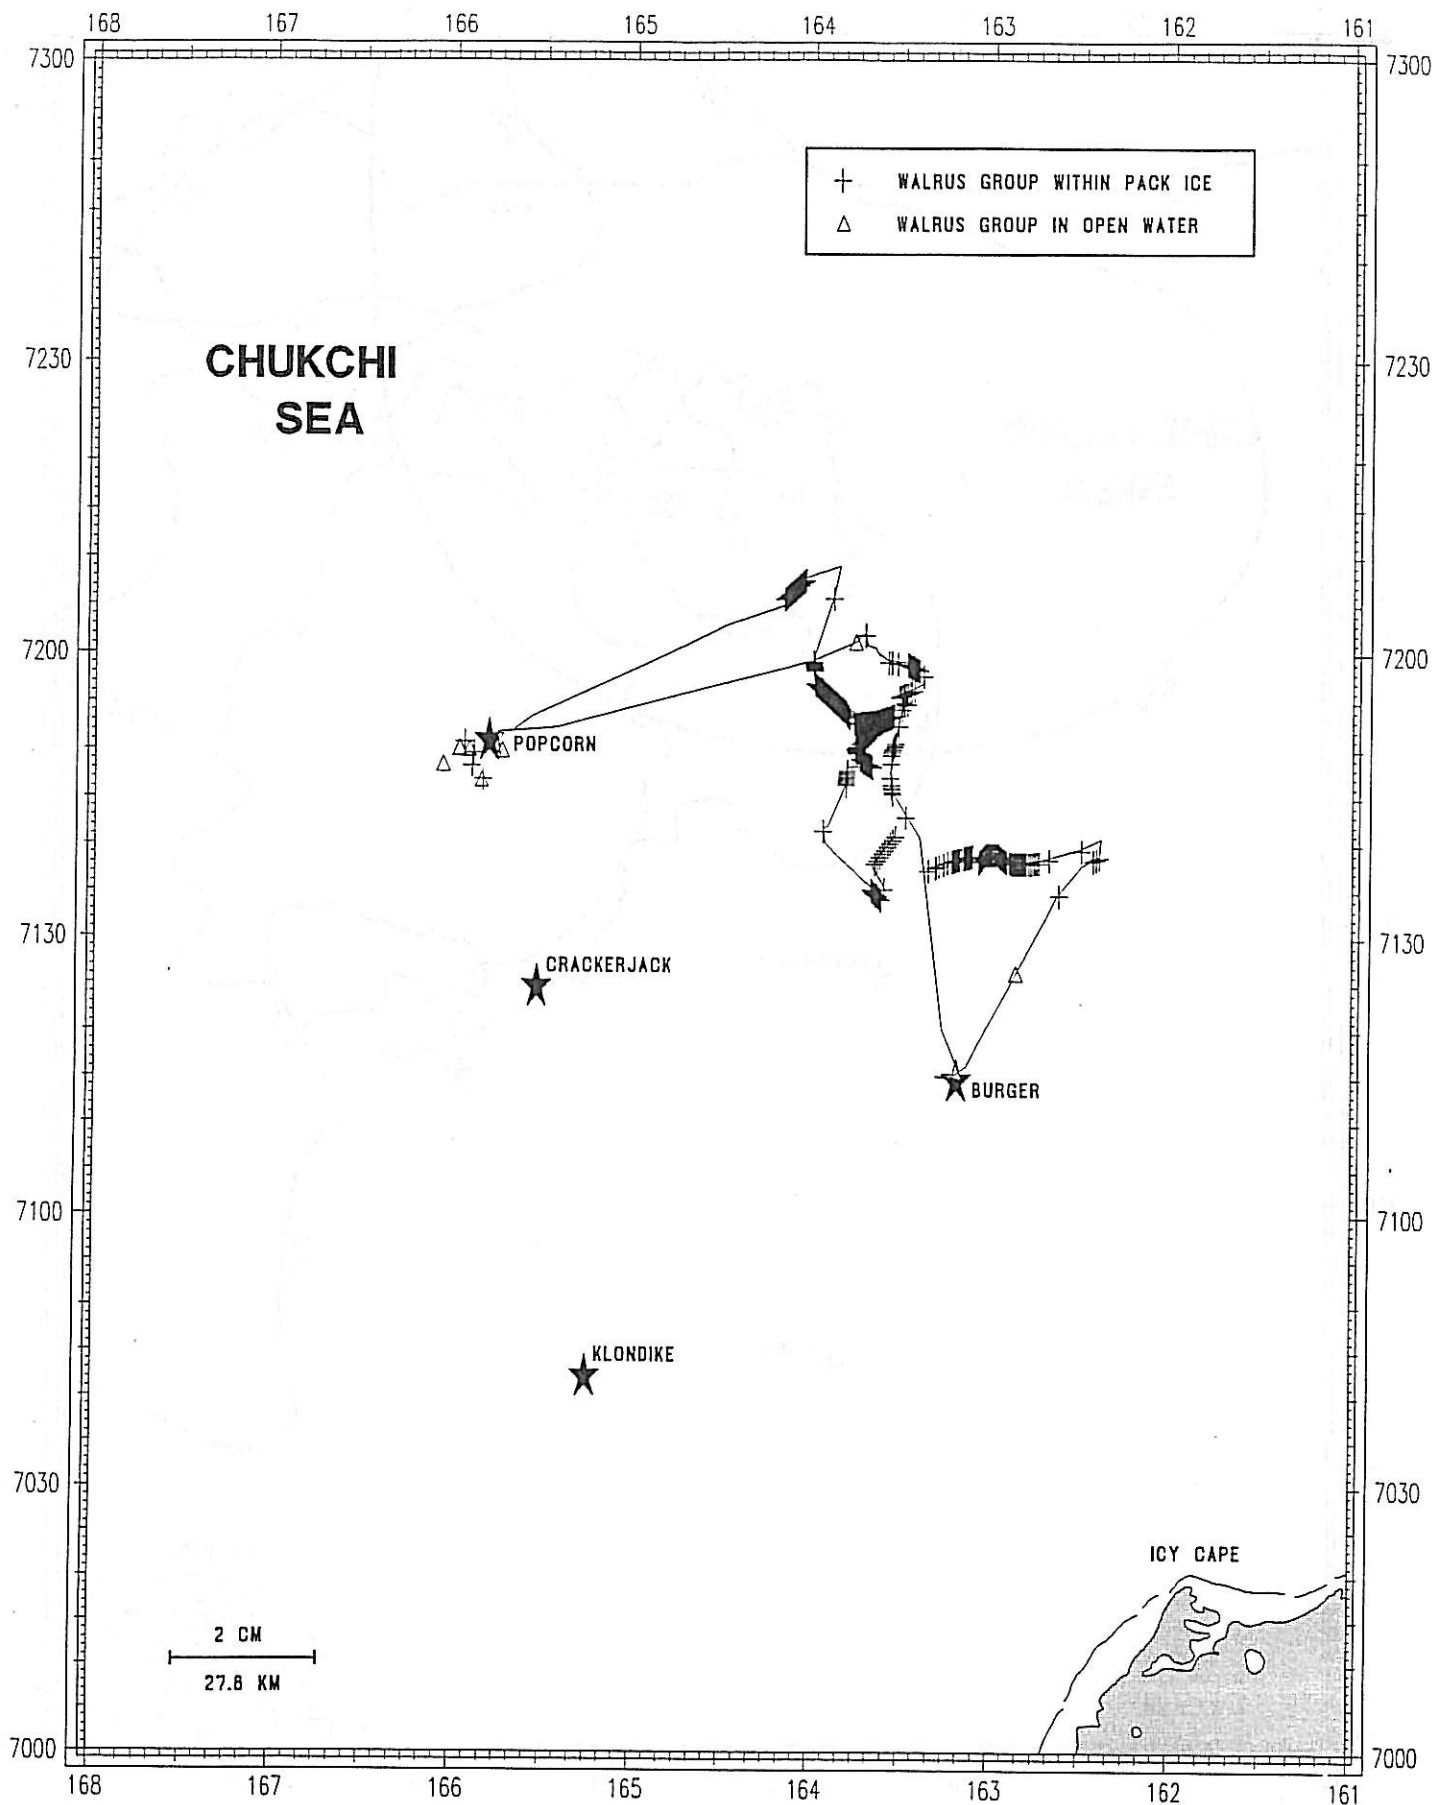 168 167 166 165 164 163 162 161
7300 7300
+ WALRUS GROUP WITHIN PACK ICE
△ WALRUS GROUP IN OPEN WATER
7230 7230
CHUKCHI
SEA
7200 7200
POPCORN
7130 7130
CRACKERJACK
BURGER
7100 7100
KLONDIKE
7030 7030
ICY CAPE
2 CM
27.8 KM
7000 7000
168 167 166 165 164 163 162 161